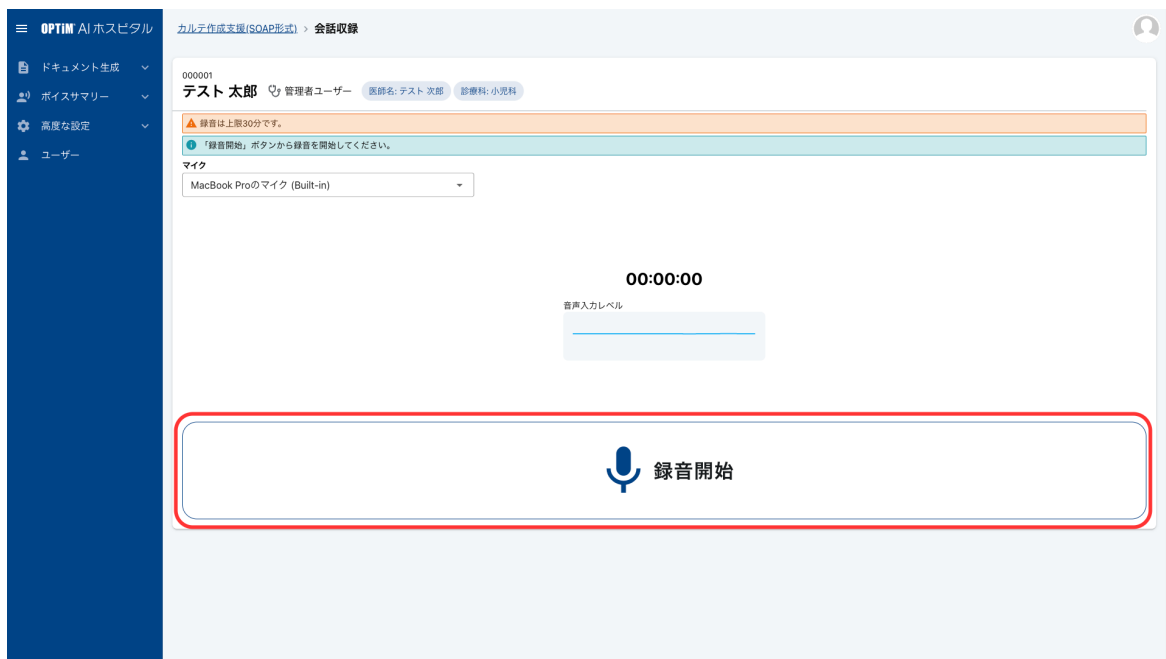 OPTiM AI ホスピタル
カルテ作成支援(SOAP形式) › 会話収録
ドキュメント生成
ボイスサマリー
高度な設定
ユーザー
000001
テスト 太郎 管理者ユーザー 医師名: テスト 次郎 診療科: 小児科
録音は上限30分です。
「録音開始」ボタンから録音を開始してください。
マイク
MacBook Proのマイク (Built-in)
00:00:00
音声入力レベル
録音開始